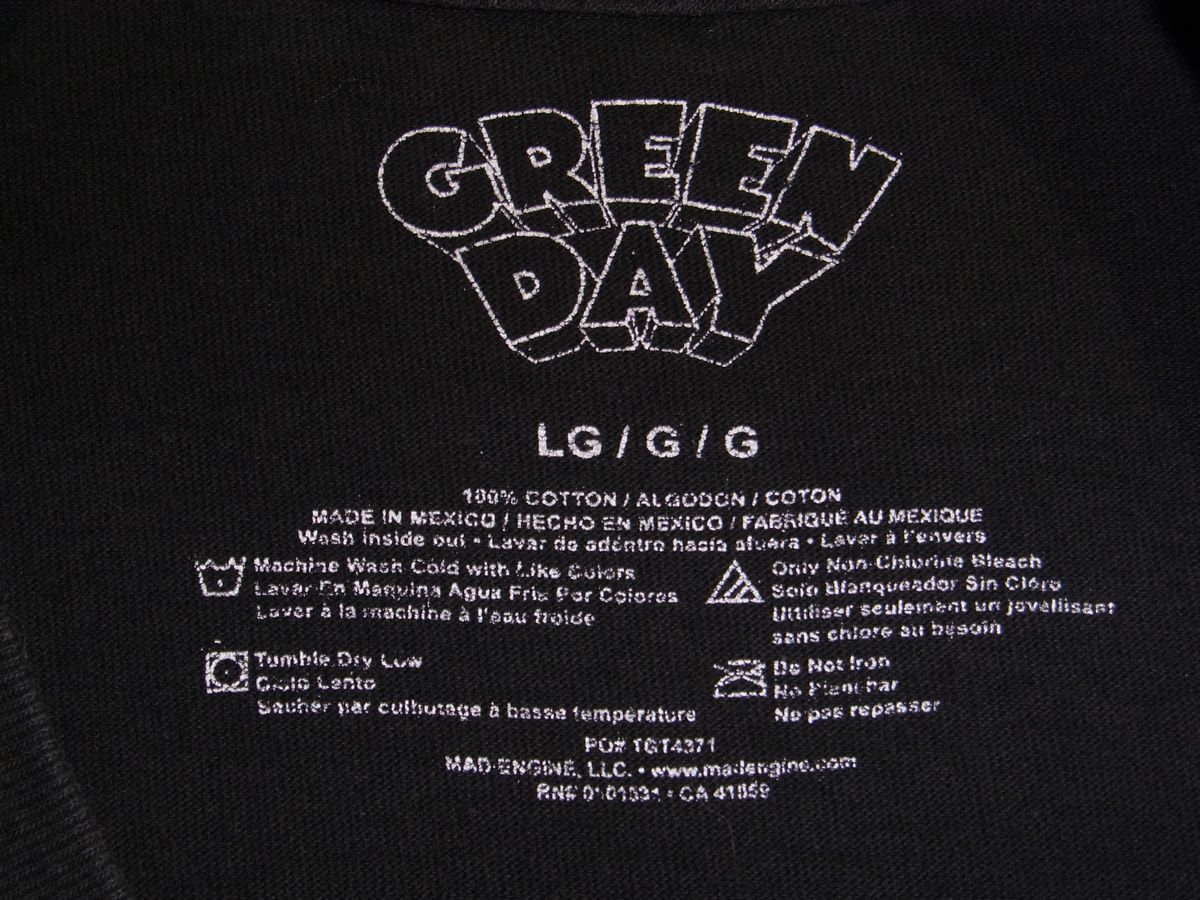 GREEN
DAY
LG / G / G
100% COTTON / ALGODON / COTON
MADE IN MEXICO / HECHO EN MEXICO / FABRIQUE AU MEXIQUE
Wash inside out • Lavar de adentro hacia afuera • Laver à l'envers
Machine Wash Cold with Like Colors
Lavar En Maquina Agua Fria Por Colores
Laver à la machine à l'eau froide
Only Non-Chlorine Bleach
Solo Blanqueador Sin Cloro
Utiliser seulement un javellisant
sans chlore au besoin
Tumble Dry Low
Ciclo Lento
Sécher par culbutage à basse température
Do Not Iron
No Planchar
Ne pas repasser
PO# TGT4371
MAD ENGINE, LLC. • www.madengine.com
RN# • CA 41059